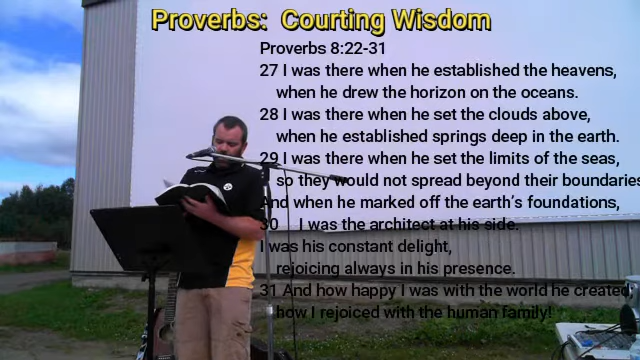 Proverbs: Courting Wisdom
Proverbs 8:22-31
27 I was there when he established the heavens,
when he drew the horizon on the oceans.
28 I was there when he set the clouds above,
when he established springs deep in the earth.
29 I was there when he set the limits of the seas,
so they would not spread beyond their boundaries
And when he marked off the earth's foundations,
30 I was the architect at his side.
I was his constant delight,
rejoicing always in his presence.
31 And how happy I was with the world he created,
how I rejoiced with the human family!